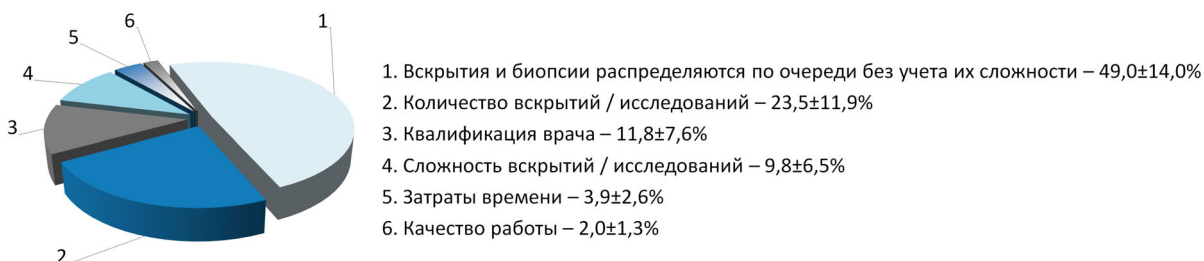 6
1
5
4
3
2
1. Вскрытия и биопсии распределяются по очереди без учета их сложности – 49,0±14,0%
2. Количество вскрытий / исследований – 23,5±11,9%
3. Квалификация врача – 11,8±7,6%
4. Сложность вскрытий / исследований – 9,8±6,5%
5. Затраты времени – 3,9±2,6%
6. Качество работы – 2,0±1,3%